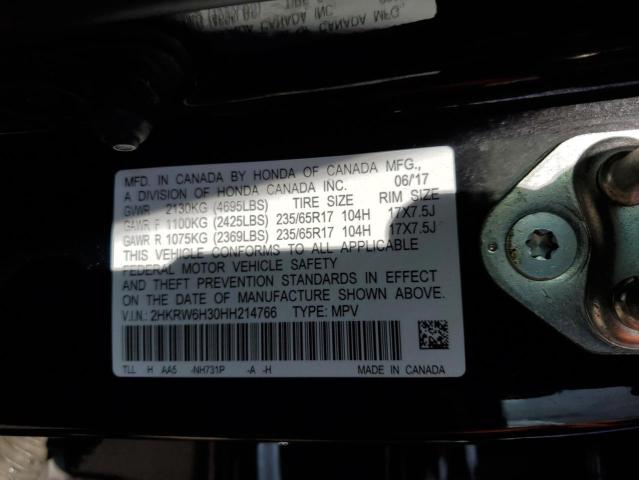 MFD. IN CANADA BY HONDA OF CANADA MFG.,
A DIVISION OF HONDA CANADA INC. 06/17
GVWR 2130KG (4695LBS) TIRE SIZE RIM SIZE
GAWR F 1100KG (2425LBS) 235/65R17 104H 17X7.5J
GAWR R 1075KG (2369LBS) 235/65R17 104H 17X7.5J
THIS VEHICLE CONFORMS TO ALL APPLICABLE
FEDERAL MOTOR VEHICLE SAFETY
AND THEFT PREVENTION STANDARDS IN EFFECT
ON THE DATE OF MANUFACTURE SHOWN ABOVE.
V.I.N.: 2HKRW6H30HH214766 TYPE: MPV
TLL H AA5 -NH731P -A -H MADE IN CANADA